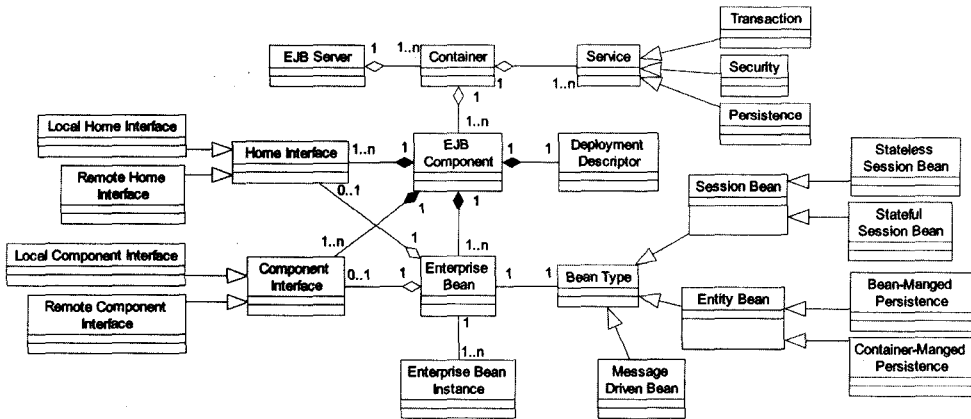 Transaction
EJB Server
1
1..n
Container
Service
1..n
Security
1
1
1..n
Persistence
Local Home Interface
Home Interface
1..n
1
EJB
Component
1
1
Deployment
Descriptor
Stateless
Session Bean
Remote Home
Interface
0..1
1
1
Session Bean
Stateful
Session Bean
1..n
1..n
Local Component Interface
Component
Interface
0..1
1
Enterprise
Bean
1
1
Bean Type
Entity Bean
Bean-Manged
Persistence
Remote Component
Interface
1
1..n
Container-Manged
Persistence
Enterprise Bean
Instance
Message
Driven Bean